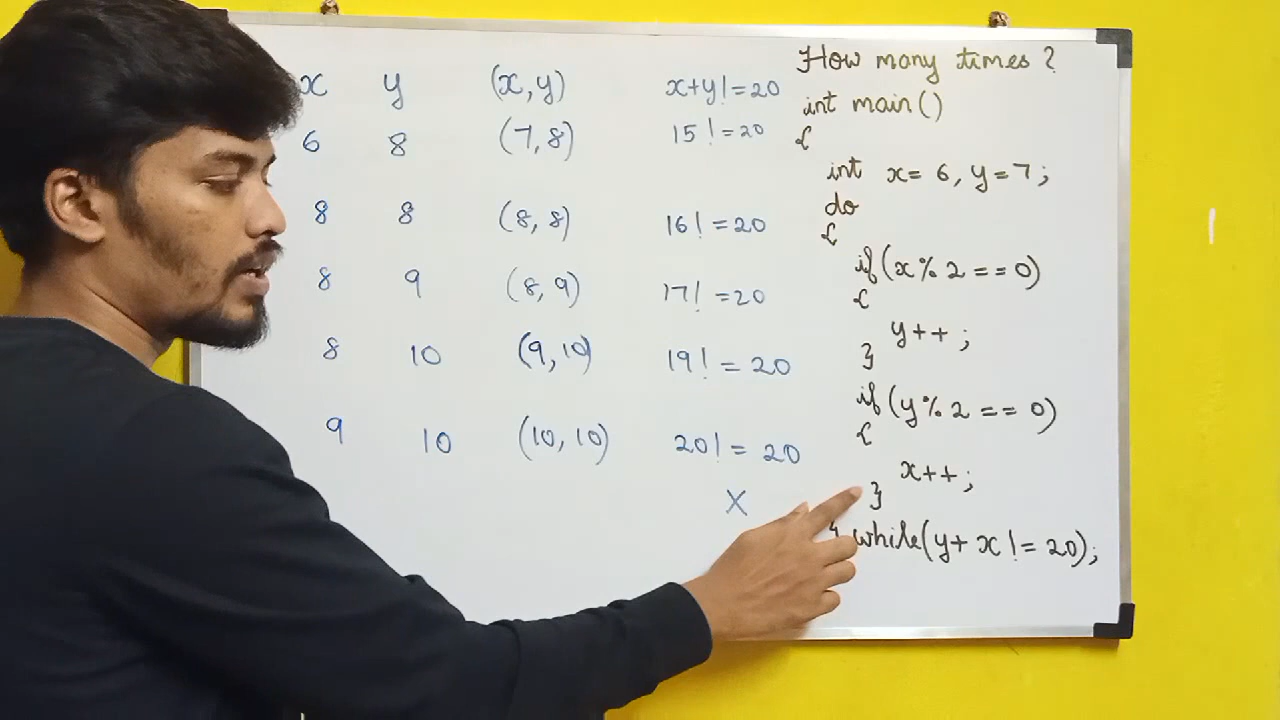 x y (x, y) x+y!=20
6 8 (7, 8) 15!=20
8 8 (8, 8) 16!=20
8 9 (8, 9) 17!=20
8 10 (9, 10) 19!=20
9 10 (10, 10) 20!=20
X
How many times?
int main()
{
int x=6, y=7;
do
{
if(x%2==0)
{
y++;
}
if(y%2==0)
{
x++;
}
} while(y+x!=20);